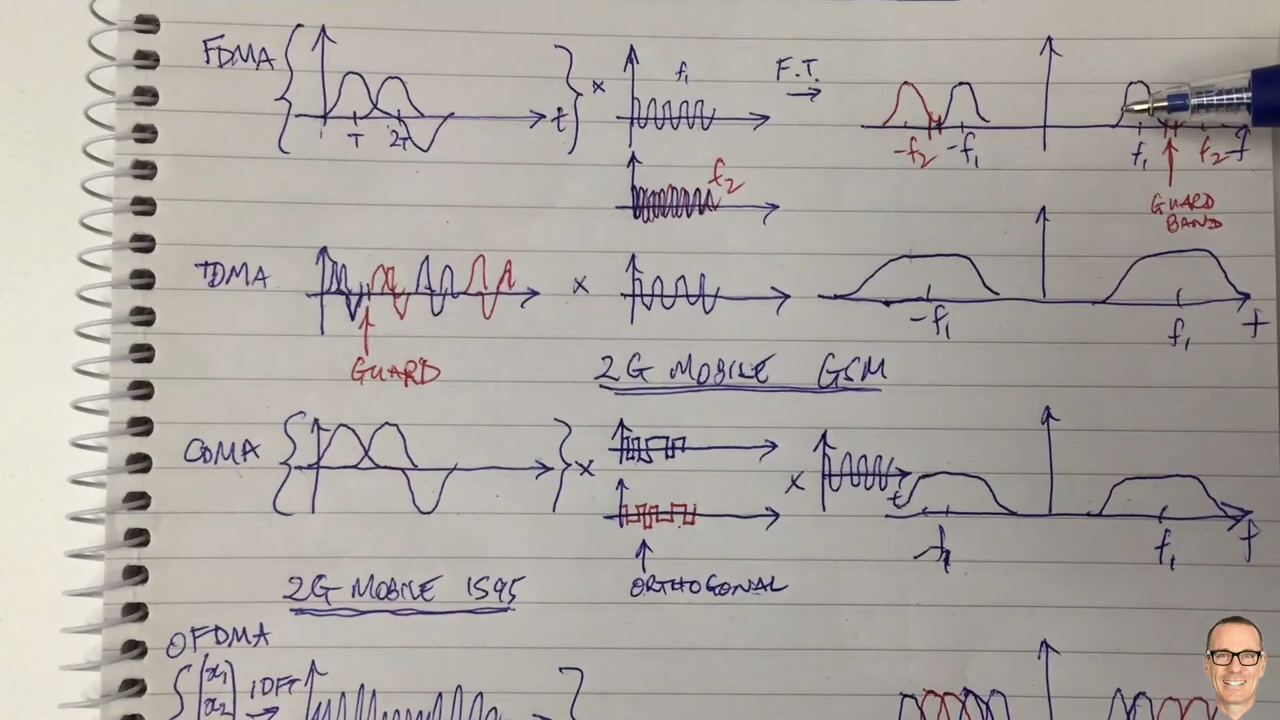 FDMA
t
T 2T
×
f₁
F.T.
-f₂ -f₁ f₁ f₂ f
f₂
GUARD
BAND
TDMA
×
-f₁ f₁ f
GUARD
2G MOBILE GSM
CDMA
×
×
t
-f₁ f₁ f
ORTHOGONAL
2G MOBILE IS95
OFDMA
x₁
x₂
IDFT